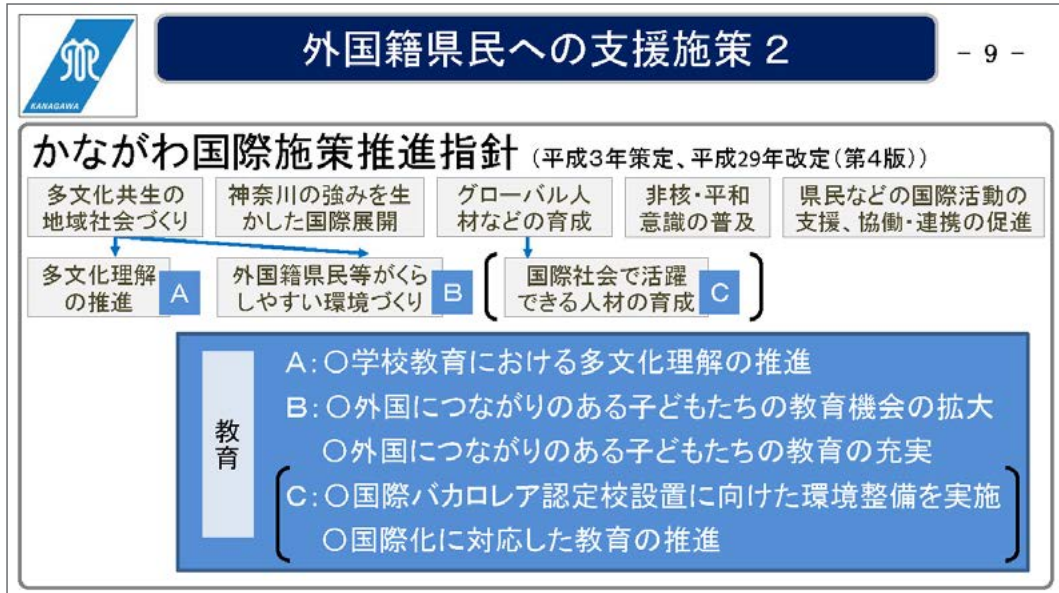 KANAGAWA
外国籍県民への支援施策2
- 9 -
かながわ国際施策推進指針 (平成3年策定、平成29年改定(第4版))
多文化共生の
地域社会づくり
神奈川の強みを生
かした国際展開
グローバル人
材などの育成
非核・平和
意識の普及
県民などの国際活動の
支援、協働・連携の促進
多文化理解
の推進
A
外国籍県民等がくら
しやすい環境づくり
B
国際社会で活躍
できる人材の育成
C
教育
A:○学校教育における多文化理解の推進
B:○外国につながりのある子どもたちの教育機会の拡大
○外国につながりのある子どもたちの教育の充実
C:○国際バカロレア認定校設置に向けた環境整備を実施
○国際化に対応した教育の推進